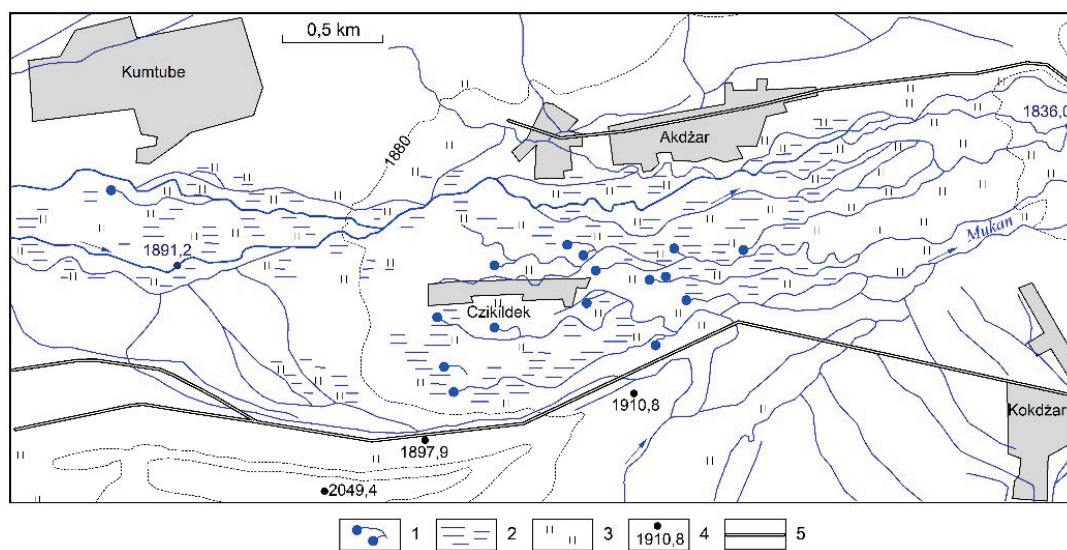 0,5 km
Kumtube
Akdżar
1836,0
1880
Mukan
1891,2
Czikildek
1910,8
Kokdżar
1897,9
2049,4
1
2
3
1910,8
4
5